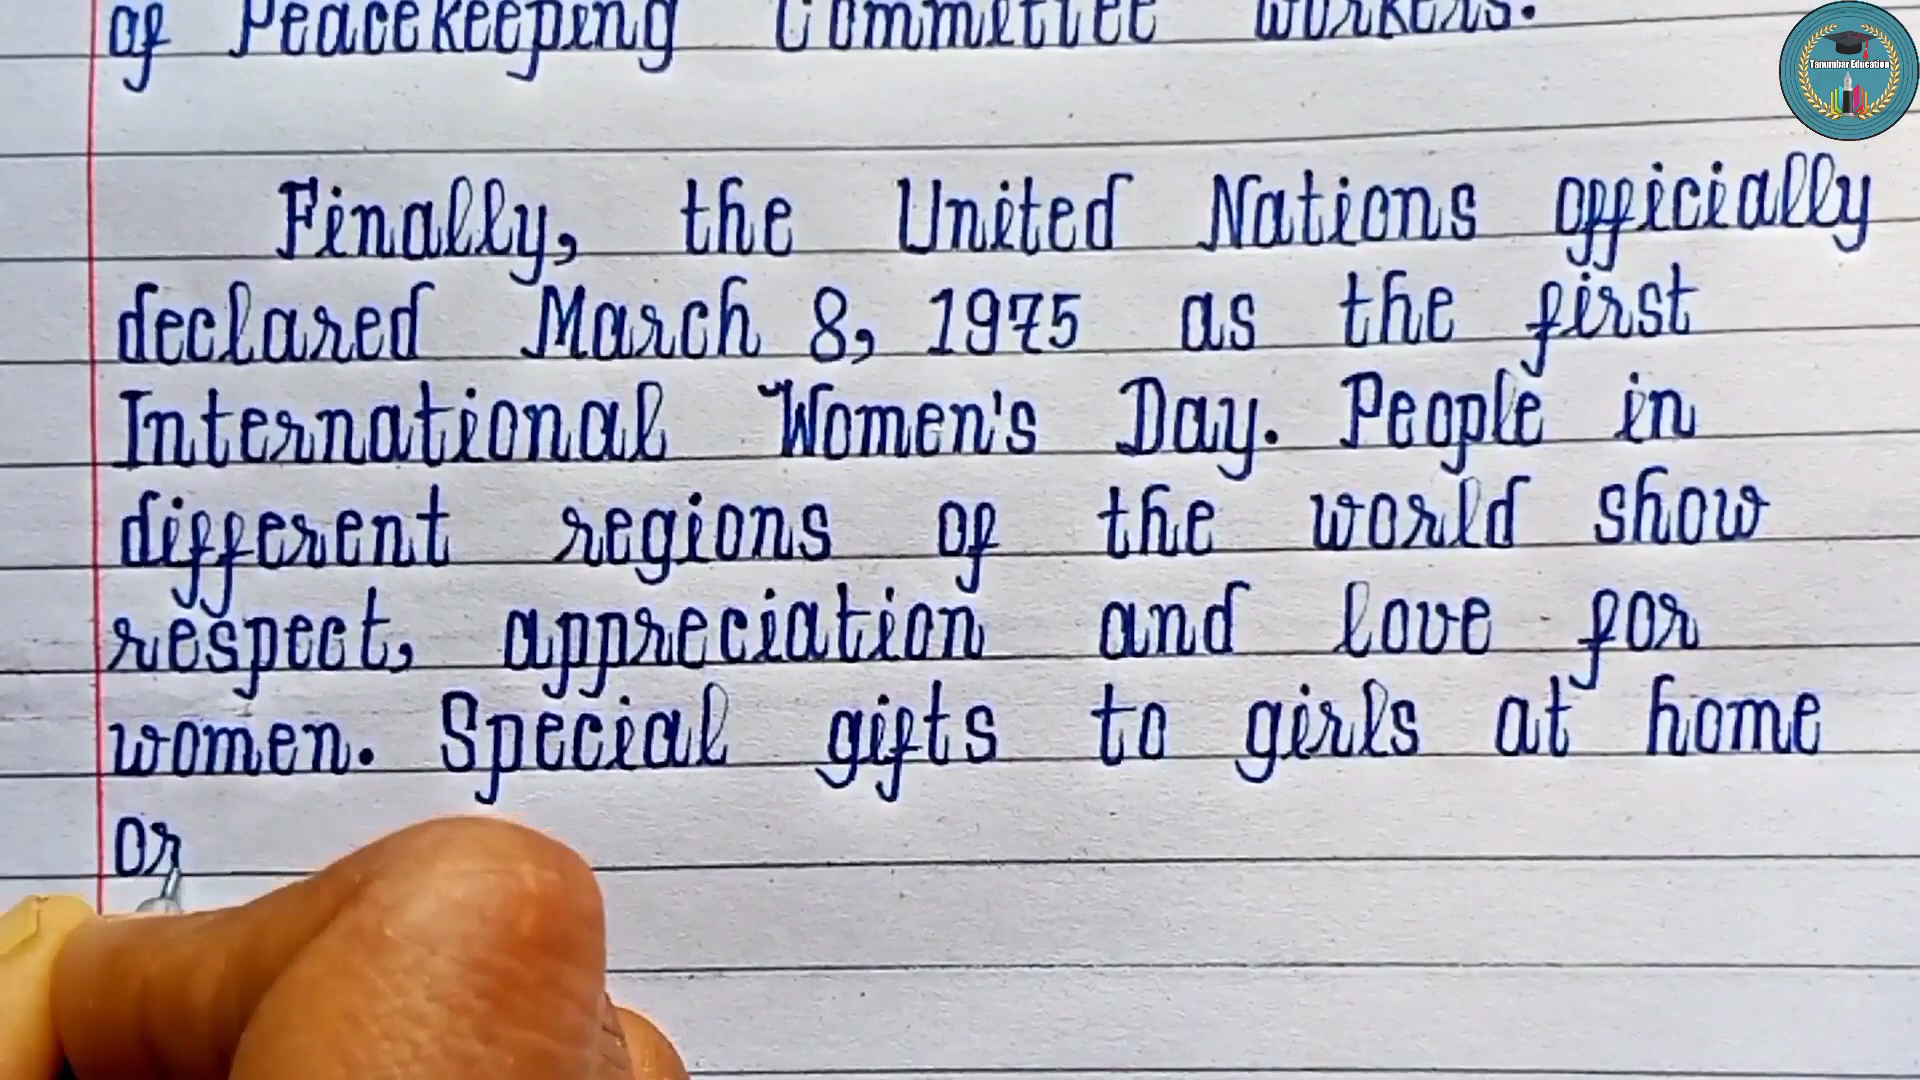 of Peacekeeping Committee workers.
Finally, the United Nations officially
declared March 8, 1975 as the first
International Women's Day. People in
different regions of the world show
respect, appreciation and love for
women. Special gifts to girls at home
or
Tanumbar Education